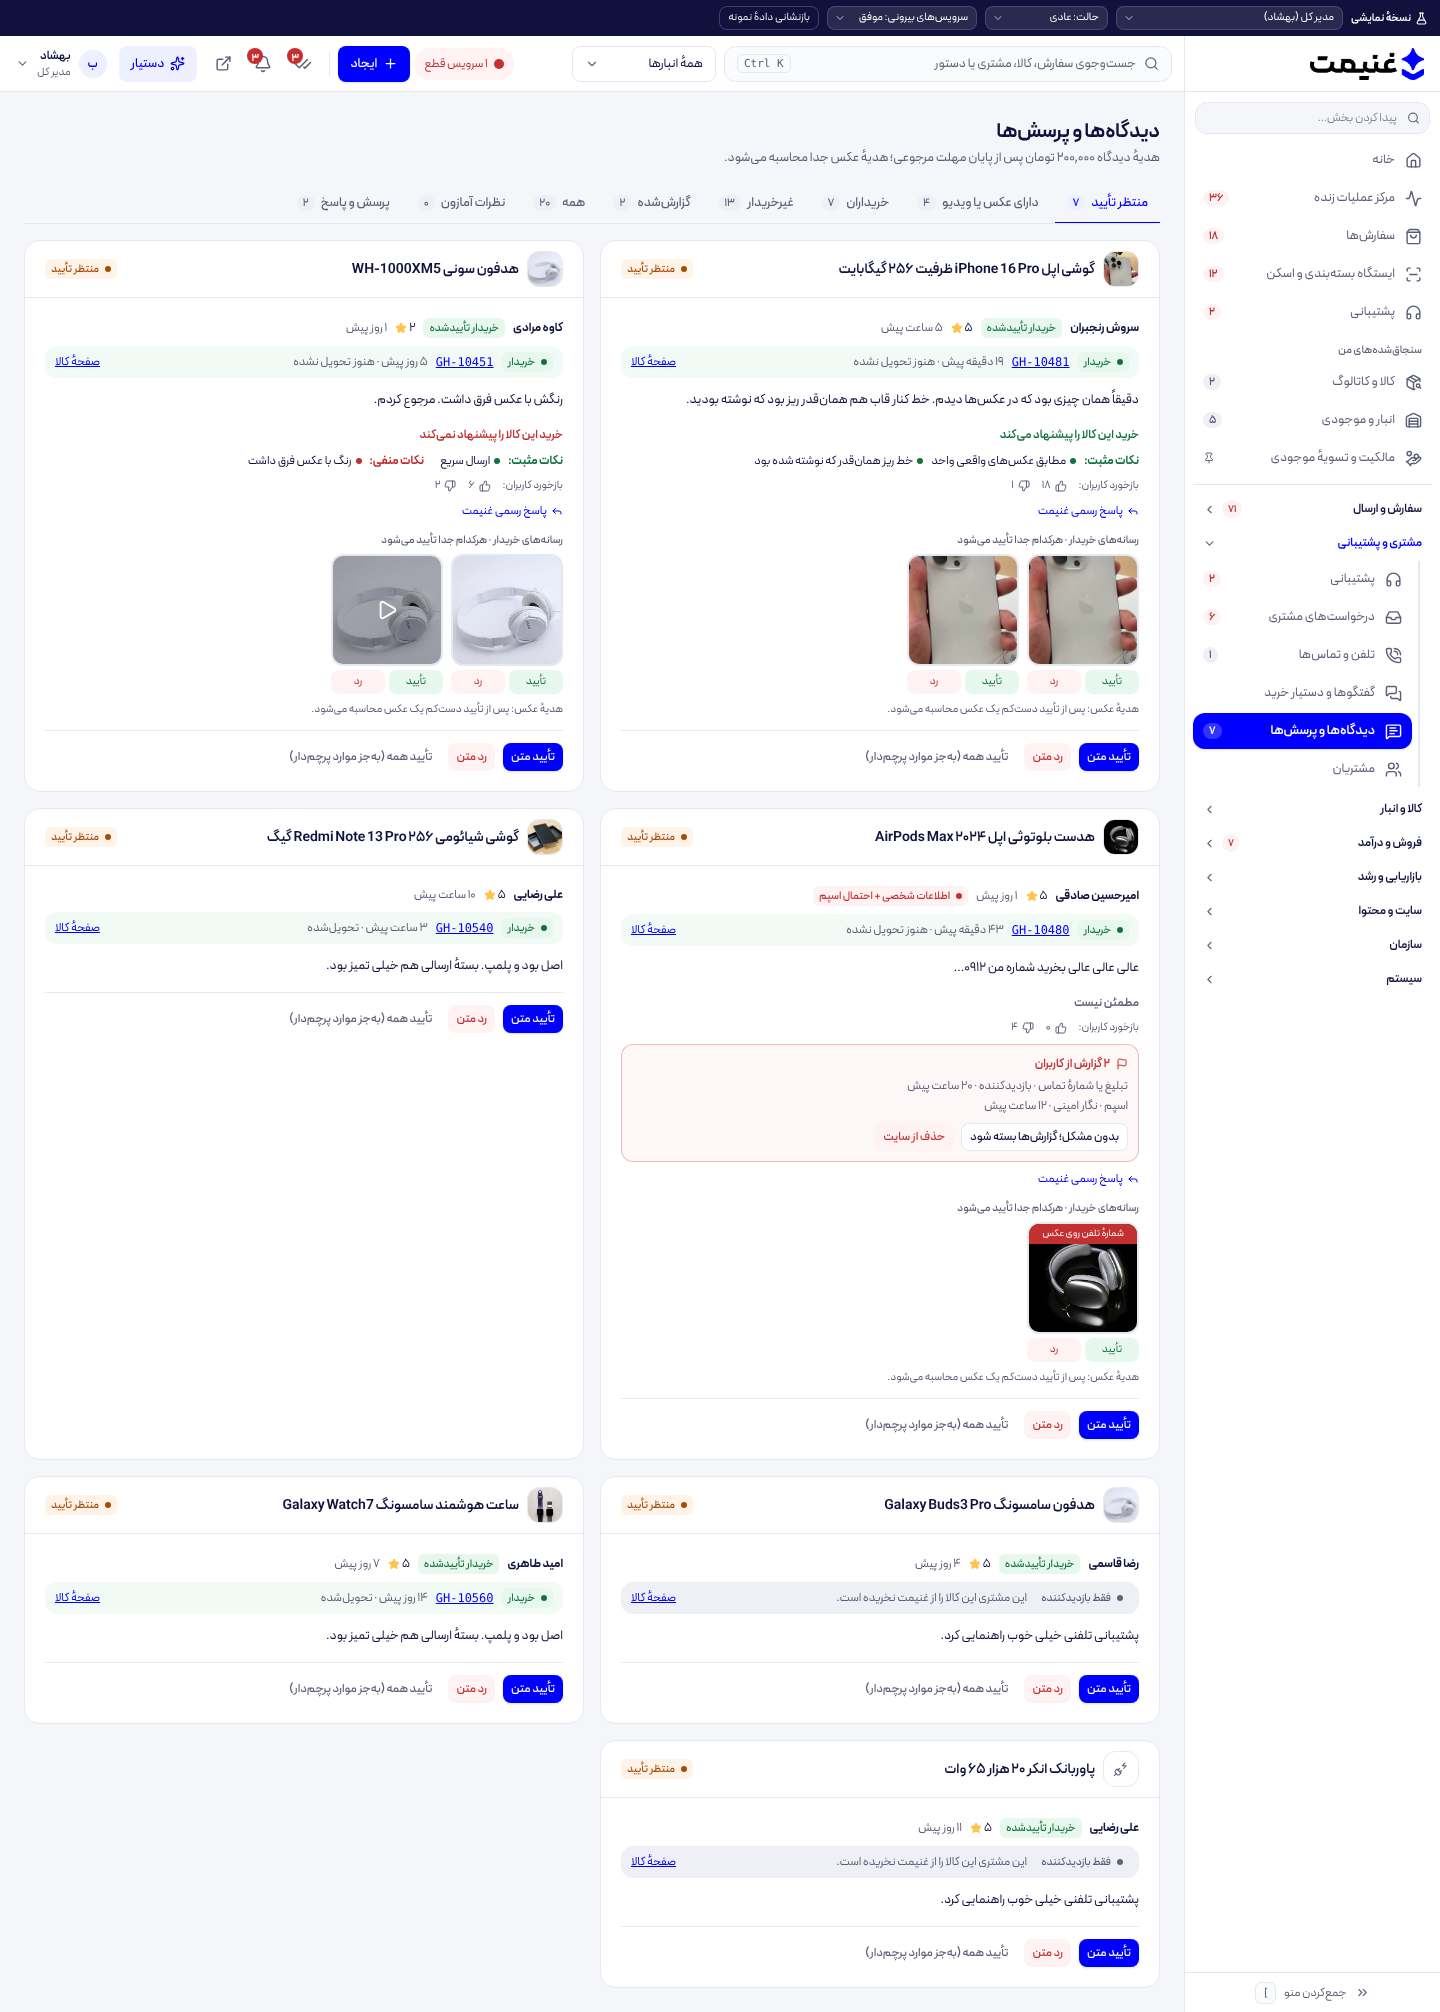 نسخهٔ نمایشی
مدیر کل (بهشاد)
حالت: عادی
سرویس‌های بیرونی: موفق
بازنشانی دادهٔ نمونه
غنیمت
جست‌وجوی سفارش، کالا، مشتری یا دستور
Ctrl K
همهٔ انبارها
۱ سرویس قطع
ایجاد
۳
۳
دستیار
ب
بهشاد
مدیر کل
پیدا کردن بخش...
خانه
مرکز عملیات زنده
۳۶
سفارش‌ها
۱۸
ایستگاه بسته‌بندی و اسکن
۱۲
پشتیبانی
۲
سنجاق‌شده‌های من
کالا و کاتالوگ
۲
انبار و موجودی
۵
مالکیت و تسویهٔ موجودی
سفارش و ارسال
۷۱
مشتری و پشتیبانی
پشتیبانی
۲
درخواست‌های مشتری
۶
تلفن و تماس‌ها
۱
گفتگوها و دستیار خرید
دیدگاه‌ها و پرسش‌ها
۷
مشتریان
کالا و انبار
فروش و درآمد
۷
بازاریابی و رشد
سایت و محتوا
سازمان
سیستم
جمع‌کردن منو
[
دیدگاه‌ها و پرسش‌ها
هدیهٔ دیدگاه ۲۰۰,۰۰۰ تومان پس از پایان مهلت مرجوعی؛ هدیهٔ عکس جدا محاسبه می‌شود.
منتظر تأیید ۷
دارای عکس یا ویدیو ۴
خریداران ۷
غیرخریدار ۱۳
گزارش‌شده ۲
همه ۲۰
نظرات آمازون ۰
پرسش و پاسخ ۲
گوشی اپل iPhone 16 Pro ظرفیت ۲۵۶ گیگابایت
منتظر تأیید
سروش رنجبران
خریدار تأییدشده
۵
۵ ساعت پیش
خریدار
GH-10481
۱۹ دقیقه پیش · هنوز تحویل نشده
صفحهٔ کالا
دقیقاً همان چیزی بود که در عکس‌ها دیدم. خط کنار قاب هم همان‌قدر ریز بود که نوشته بودید.
خرید این کالا را پیشنهاد می‌کند
نکات مثبت: مطابق عکس‌های واقعی واحد خط ریز همان‌قدر که نوشته شده بود
بازخورد کاربران: ۱۸ ۱
پاسخ رسمی غنیمت
رسانه‌های خریدار · هرکدام جدا تأیید می‌شود
تأیید
رد
تأیید
رد
هدیهٔ عکس: پس از تأیید دست‌کم یک عکس محاسبه می‌شود.
تأیید متن
رد متن
تأیید همه (به‌جز موارد پرچم‌دار)
هدفون سونی WH-1000XM5
منتظر تأیید
کاوه مرادی
خریدار تأییدشده
۲
۱ روز پیش
خریدار
GH-10451
۵ روز پیش · هنوز تحویل نشده
صفحهٔ کالا
رنگش با عکس فرق داشت. مرجوع کردم.
خرید این کالا را پیشنهاد نمی‌کند
نکات مثبت: ارسال سریع نکات منفی: رنگ با عکس فرق داشت
بازخورد کاربران: ۶ ۲
پاسخ رسمی غنیمت
رسانه‌های خریدار · هرکدام جدا تأیید می‌شود
تأیید
رد
تأیید
رد
هدیهٔ عکس: پس از تأیید دست‌کم یک عکس محاسبه می‌شود.
تأیید متن
رد متن
تأیید همه (به‌جز موارد پرچم‌دار)
هدست بلوتوثی اپل AirPods Max ۲۰۲۴
منتظر تأیید
امیرحسین صادقی
۵
۱ روز پیش
اطلاعات شخصی + احتمال اسپم
خریدار
GH-10480
۴۳ دقیقه پیش · هنوز تحویل نشده
صفحهٔ کالا
عالی عالی عالی بخرید شماره من ۰۹۱۲...
مطمئن نیست
بازخورد کاربران: ۰ ۴
۲ گزارش از کاربران
تبلیغ یا شمارهٔ تماس · بازدیدکننده · ۲۰ ساعت پیش
اسپم · نگار امینی · ۱۲ ساعت پیش
بدون مشکل؛ گزارش‌ها بسته شود
حذف از سایت
پاسخ رسمی غنیمت
رسانه‌های خریدار · هرکدام جدا تأیید می‌شود
شمارهٔ تلفن روی عکس
تأیید
رد
هدیهٔ عکس: پس از تأیید دست‌کم یک عکس محاسبه می‌شود.
تأیید متن
رد متن
تأیید همه (به‌جز موارد پرچم‌دار)
گوشی شیائومی Redmi Note 13 Pro ۲۵۶ گیگ
منتظر تأیید
علی رضایی
۵
۱۰ ساعت پیش
خریدار
GH-10540
۳ ساعت پیش · تحویل‌شده
صفحهٔ کالا
اصل بود و پلمپ. بستهٔ ارسالی هم خیلی تمیز بود.
تأیید متن
رد متن
تأیید همه (به‌جز موارد پرچم‌دار)
هدفون سامسونگ Galaxy Buds3 Pro
منتظر تأیید
رضا قاسمی
خریدار تأییدشده
۵
۴ روز پیش
فقط بازدیدکننده
این مشتری این کالا را از غنیمت نخریده است.
صفحهٔ کالا
پشتیبانی تلفنی خیلی خوب راهنمایی کرد.
تأیید متن
رد متن
تأیید همه (به‌جز موارد پرچم‌دار)
ساعت هوشمند سامسونگ Galaxy Watch7
منتظر تأیید
امید طاهری
خریدار تأییدشده
۵
۷ روز پیش
خریدار
GH-10560
۱۴ روز پیش · تحویل‌شده
صفحهٔ کالا
اصل بود و پلمپ. بستهٔ ارسالی هم خیلی تمیز بود.
تأیید متن
رد متن
تأیید همه (به‌جز موارد پرچم‌دار)
پاوربانک انکر ۲۰ هزار ۶۵ وات
منتظر تأیید
علی رضایی
خریدار تأییدشده
۵
۱۱ روز پیش
فقط بازدیدکننده
این مشتری این کالا را از غنیمت نخریده است.
صفحهٔ کالا
پشتیبانی تلفنی خیلی خوب راهنمایی کرد.
تأیید متن
رد متن
تأیید همه (به‌جز موارد پرچم‌دار)